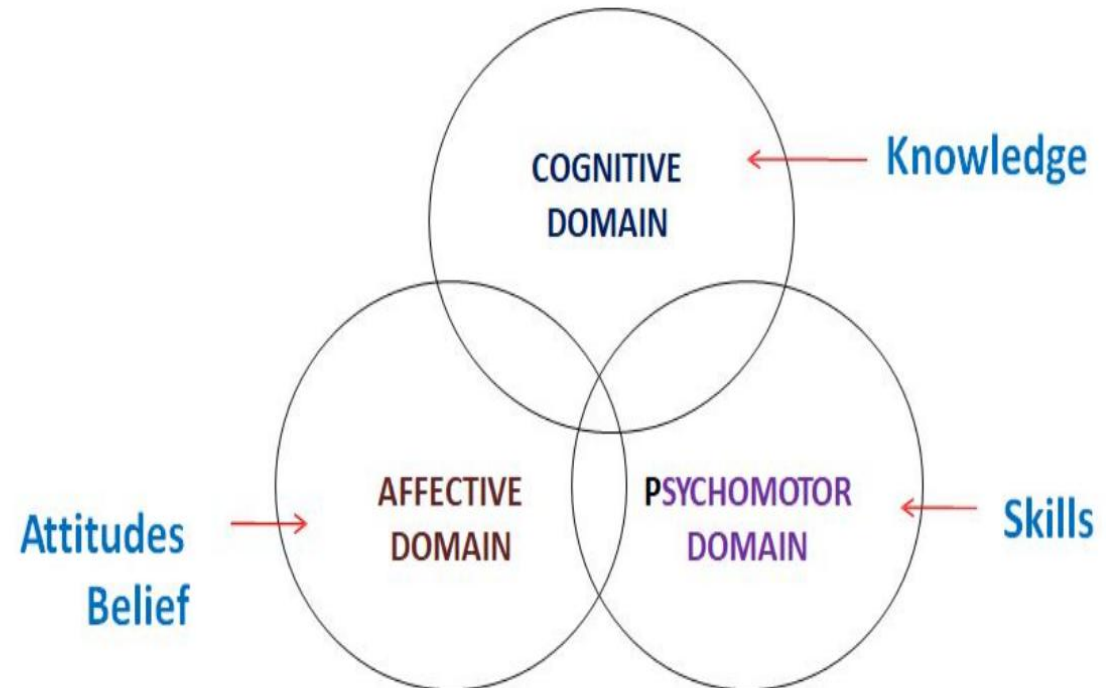 COGNITIVE
DOMAIN
Knowledge
AFFECTIVE
DOMAIN
PSYCHOMOTOR
DOMAIN
Attitudes
Belief
Skills